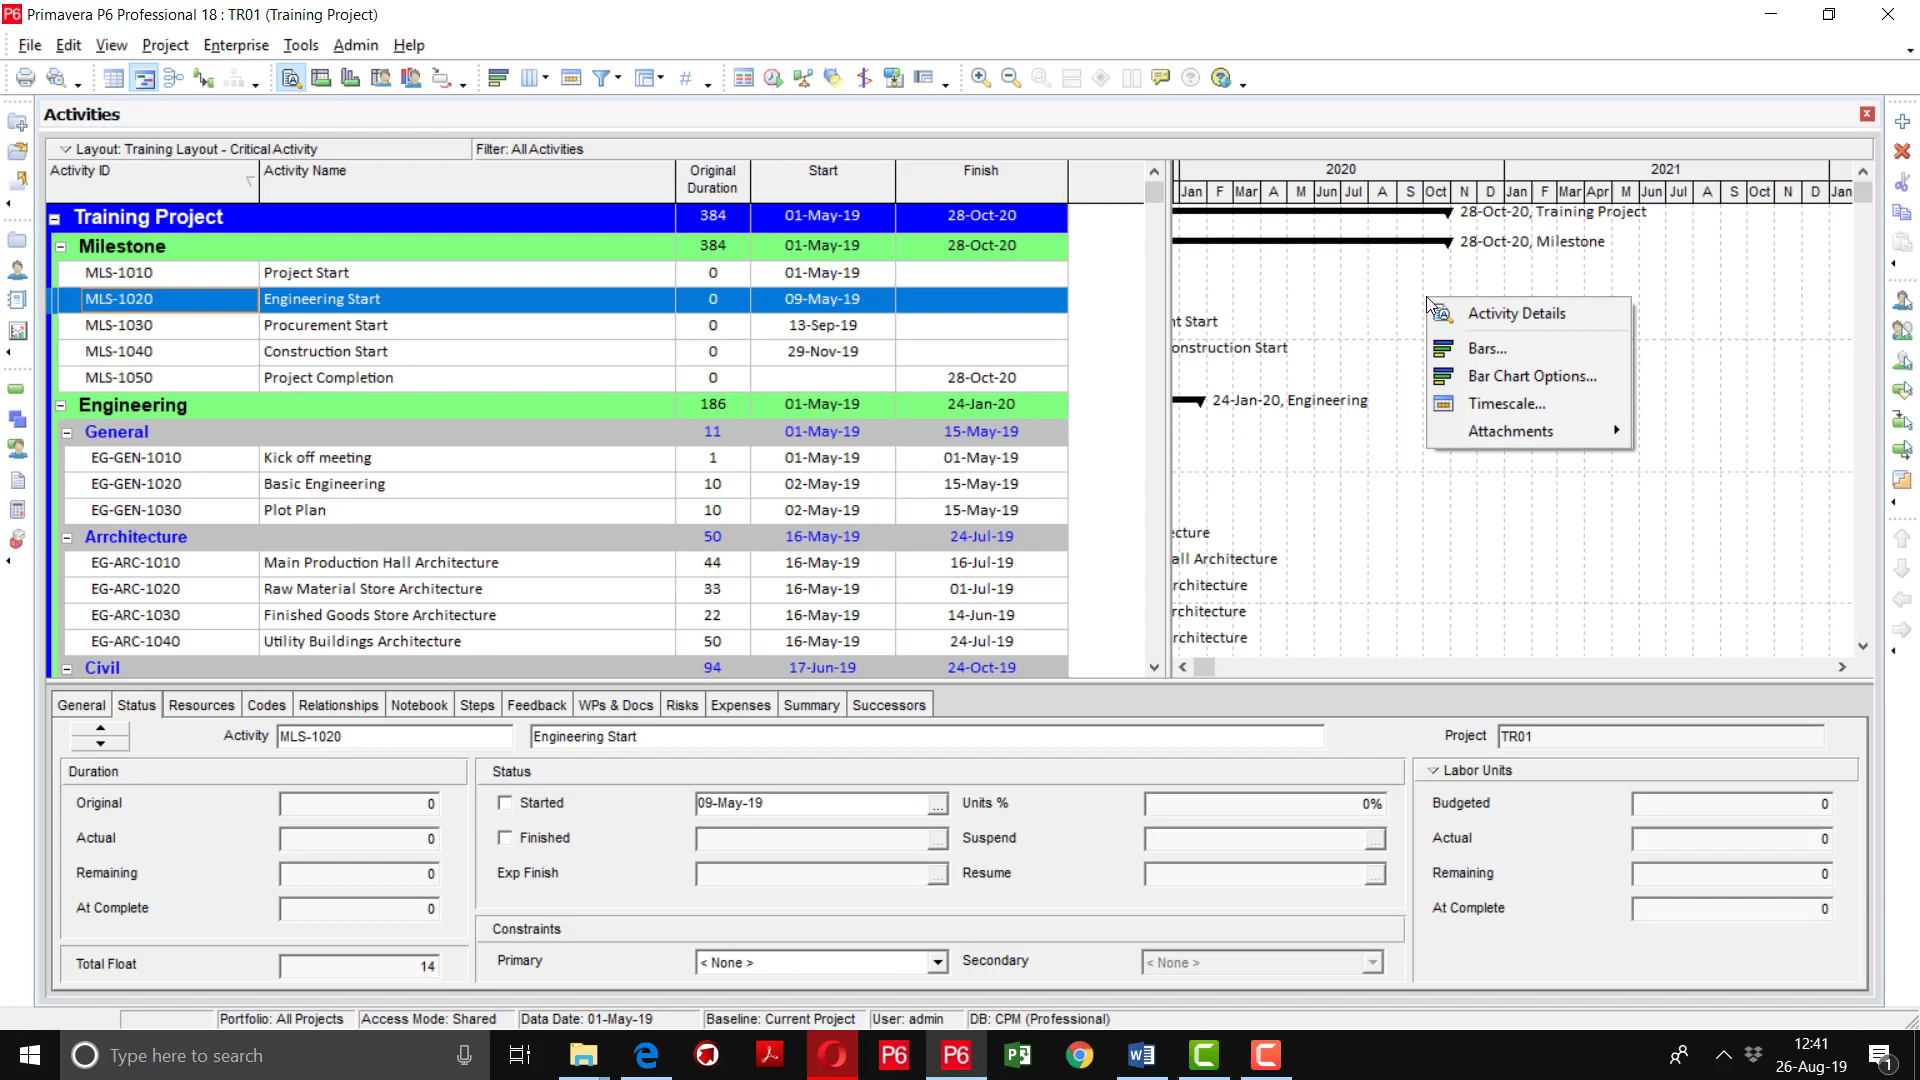 Primavera P6 Professional 18 : TR01 (Training Project)
File Edit View Project Enterprise Tools Admin Help
Activities
Layout: Training Layout - Critical Activity Filter: All Activities
Activity ID Activity Name Original Duration Start Finish
2020 2021
Jan F Mar A M Jun Jul A S Oct N D Jan F Mar Apr M Jun Jul A S Oct N D Jan
Training Project 384 01-May-19 28-Oct-20 28-Oct-20, Training Project
Milestone 384 01-May-19 28-Oct-20 28-Oct-20, Milestone
MLS-1010 Project Start 0 01-May-19
MLS-1020 Engineering Start 0 09-May-19
MLS-1030 Procurement Start 0 13-Sep-19 nt Start
MLS-1040 Construction Start 0 29-Nov-19 onstruction Start
MLS-1050 Project Completion 0 28-Oct-20
Engineering 186 01-May-19 24-Jan-20 24-Jan-20, Engineering
General 11 01-May-19 15-May-19
EG-GEN-1010 Kick off meeting 1 01-May-19 01-May-19
EG-GEN-1020 Basic Engineering 10 02-May-19 15-May-19
EG-GEN-1030 Plot Plan 10 02-May-19 15-May-19
Arrchitecture 50 16-May-19 24-Jul-19 ecture
EG-ARC-1010 Main Production Hall Architecture 44 16-May-19 16-Jul-19 all Architecture
EG-ARC-1020 Raw Material Store Architecture 33 16-May-19 01-Jul-19 rchitecture
EG-ARC-1030 Finished Goods Store Architecture 22 16-May-19 14-Jun-19 rchitecture
EG-ARC-1040 Utility Buildings Architecture 50 16-May-19 24-Jul-19 rchitecture
Civil 94 17-Jun-19 24-Oct-19
Activity Details
Bars...
Bar Chart Options...
Timescale...
Attachments
General Status Resources Codes Relationships Notebook Steps Feedback WPs & Docs Risks Expenses Summary Successors
Activity MLS-1020 Engineering Start Project TR01
Duration Status Labor Units
Original 0 Started 09-May-19 ... Units % 0% Budgeted 0
Actual 0 Finished ... Suspend ... Actual 0
Remaining 0 Exp Finish ... Resume ... Remaining 0
At Complete 0 At Complete 0
Constraints
Total Float 14 Primary < None > Secondary < None >
Portfolio: All Projects Access Mode: Shared Data Date: 01-May-19 Baseline: Current Project User: admin DB: CPM (Professional)
Type here to search
P6 P6
12:41
26-Aug-19
1